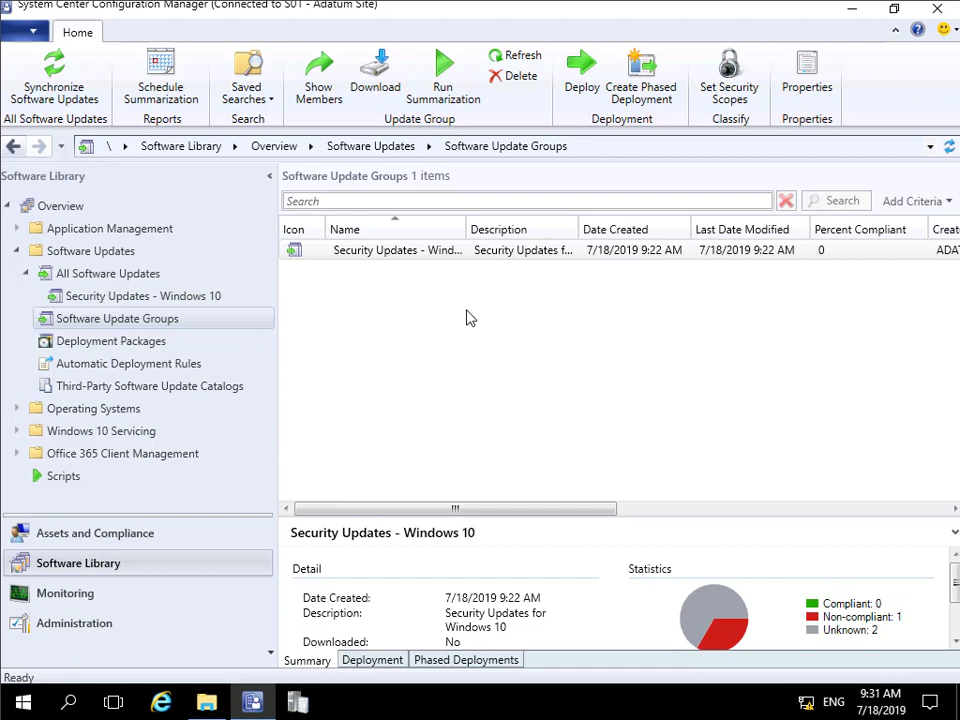 System Center Configuration Manager (Connected to S01 - Adatum Site)
Home
Synchronize Software Updates
Schedule Summarization
Saved Searches
Show Members
Download
Run Summarization
Refresh
Delete
Deploy
Create Phased Deployment
Set Security Scopes
Properties
All Software Updates
Reports
Search
Update Group
Deployment
Classify
Properties
\ Software Library Overview Software Updates Software Update Groups
Software Library
Overview
Application Management
Software Updates
All Software Updates
Security Updates - Windows 10
Software Update Groups
Deployment Packages
Automatic Deployment Rules
Third-Party Software Update Catalogs
Operating Systems
Windows 10 Servicing
Office 365 Client Management
Scripts
Assets and Compliance
Software Library
Monitoring
Administration
Software Update Groups 1 items
Search
Search
Add Criteria
Icon Name Description Date Created Last Date Modified Percent Compliant Creat
Security Updates - Wind... Security Updates f... 7/18/2019 9:22 AM 7/18/2019 9:22 AM 0 ADAT
Security Updates - Windows 10
Detail
Date Created: 7/18/2019 9:22 AM
Description: Security Updates for
Windows 10
Downloaded: No
Statistics
Compliant: 0
Non-compliant: 1
Unknown: 2
Summary Deployment Phased Deployments
Ready
ENG
9:31 AM
7/18/2019